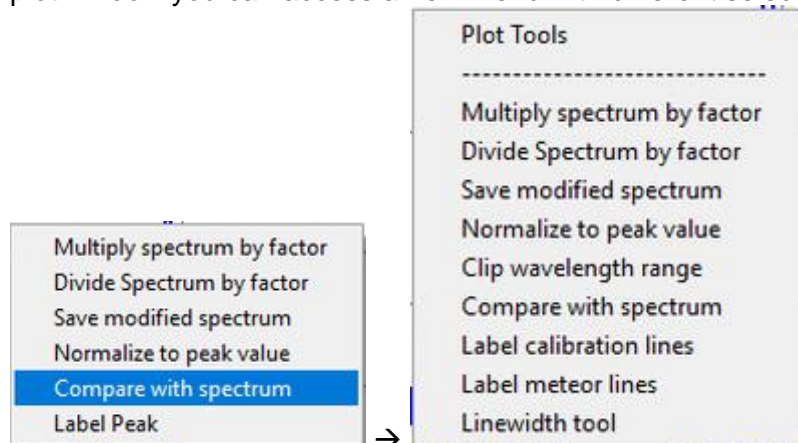 Multiply spectrum by factor
Divide Spectrum by factor
Save modified spectrum
Normalize to peak value
Compare with spectrum
Label Peak
→
Plot Tools
------------------------------
Multiply spectrum by factor
Divide Spectrum by factor
Save modified spectrum
Normalize to peak value
Clip wavelength range
Compare with spectrum
Label calibration lines
Label meteor lines
Linewidth tool